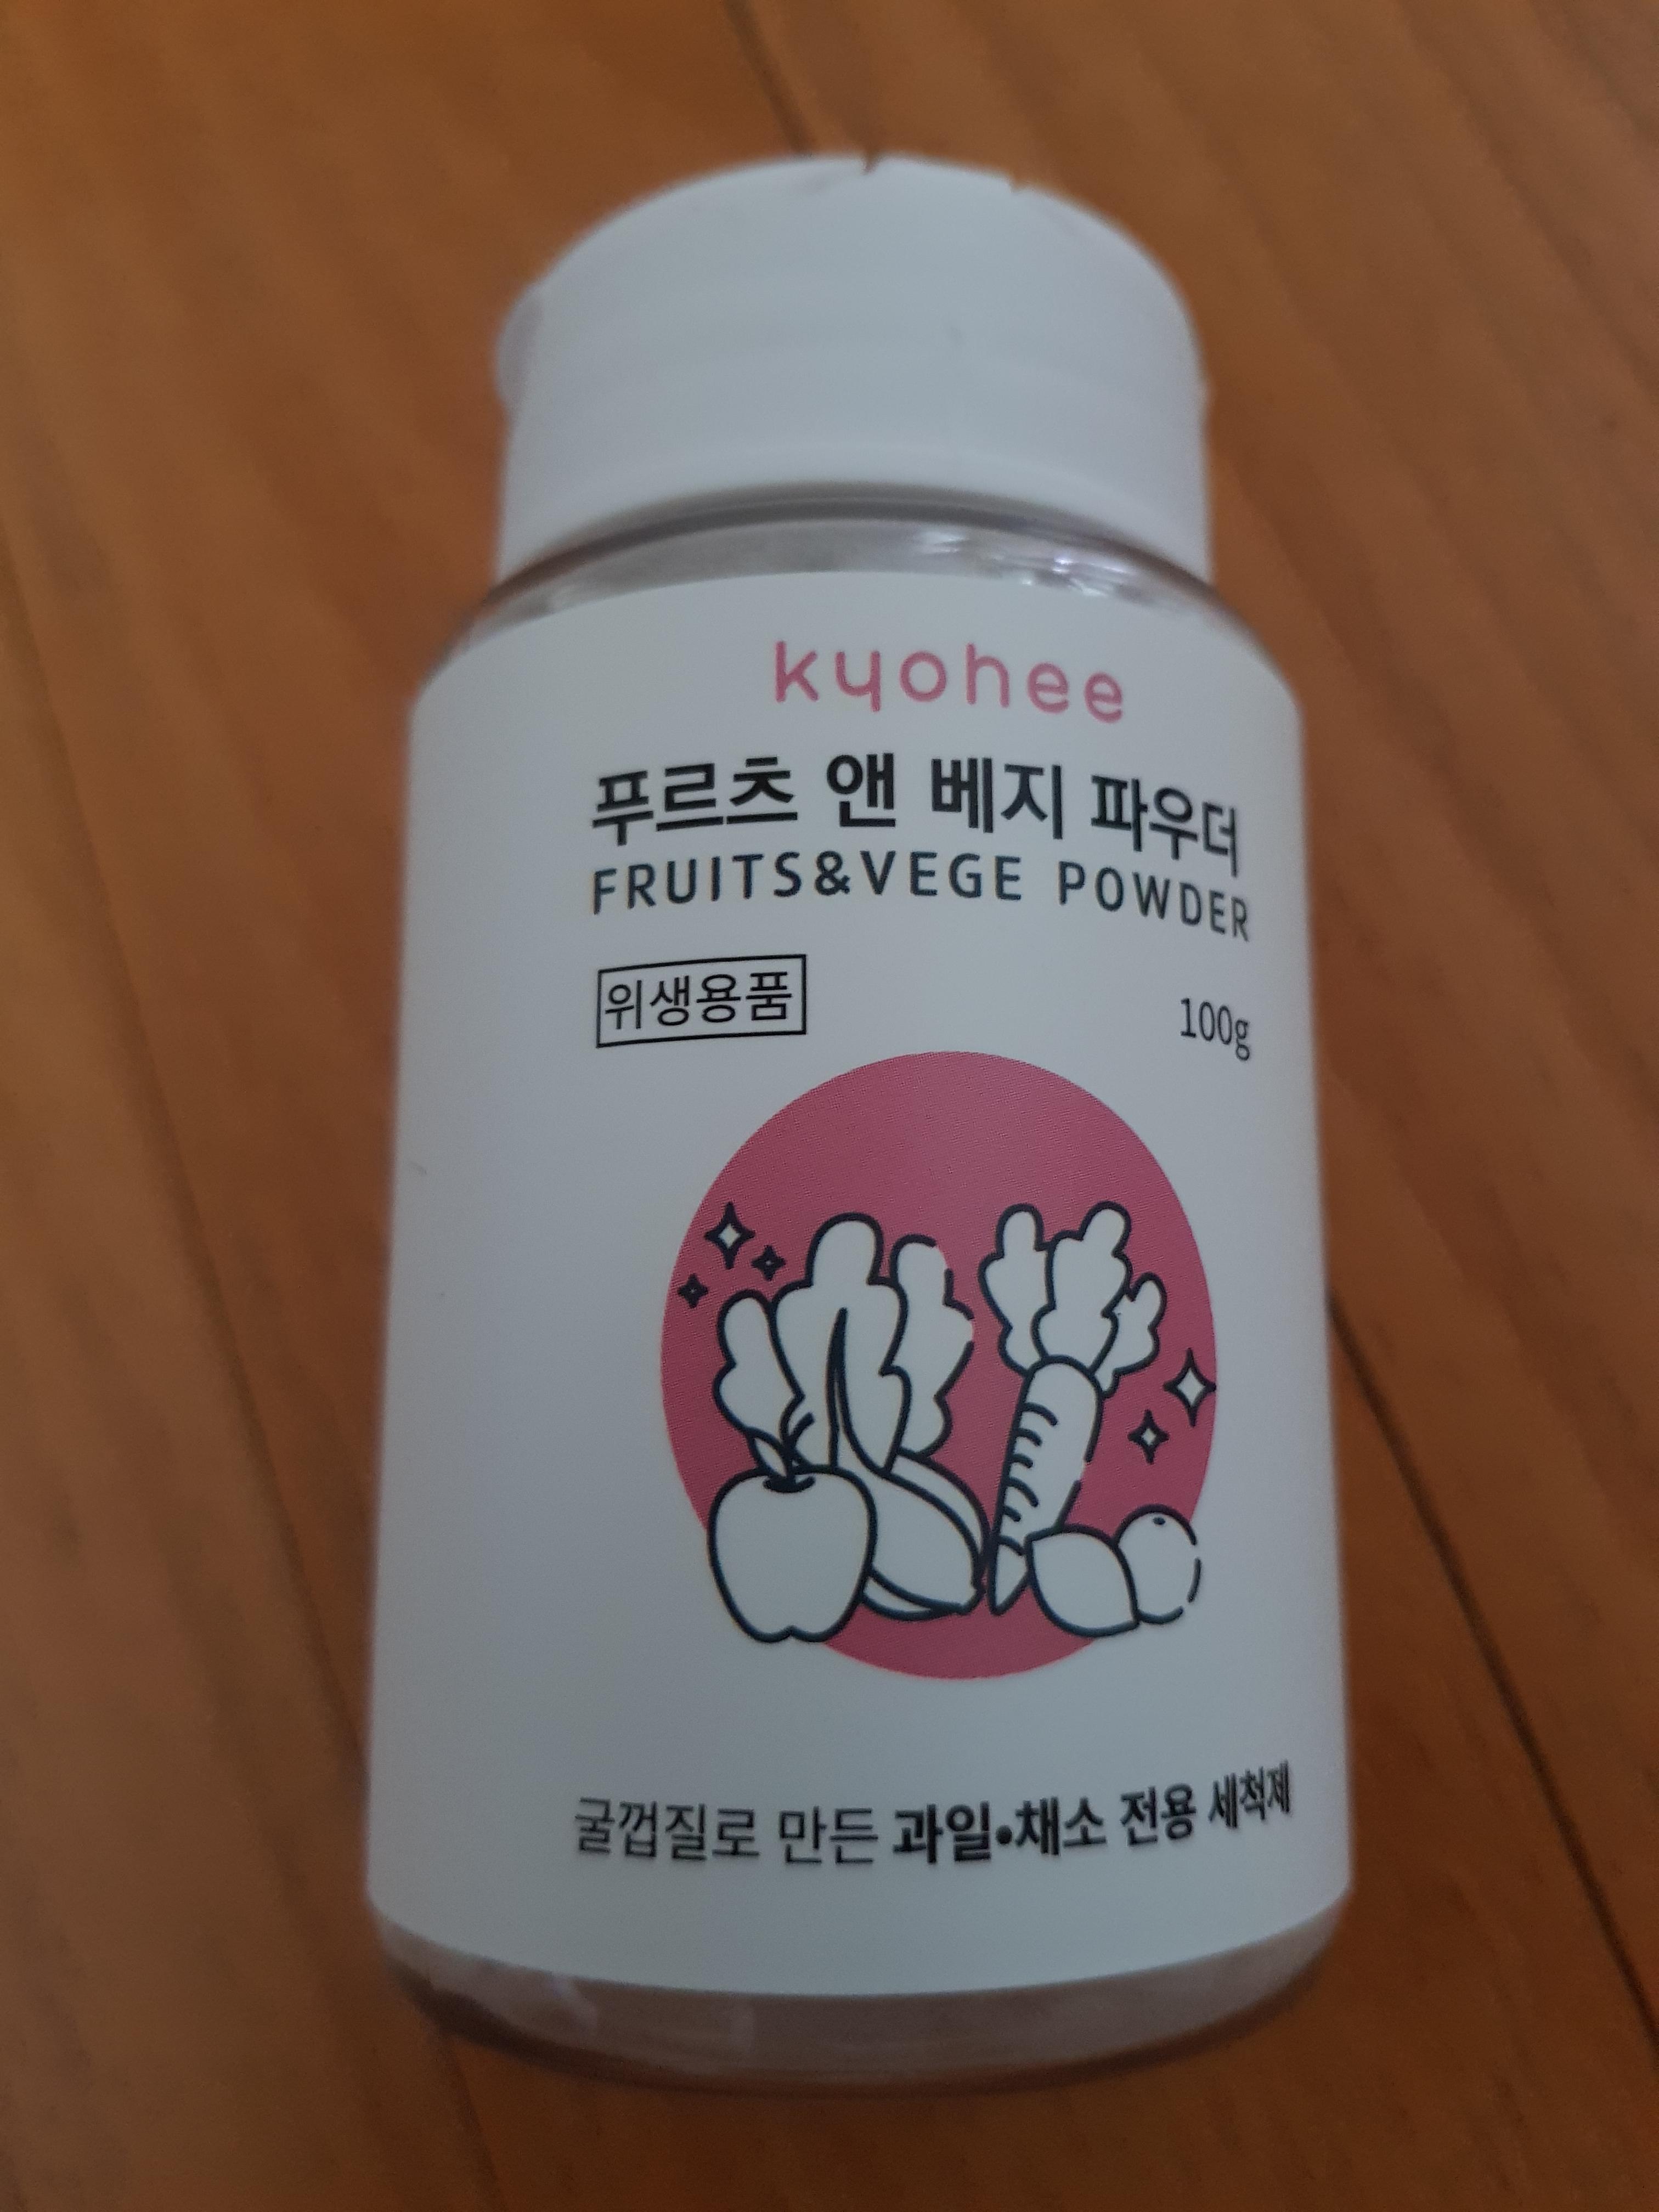 kyohee
푸르츠 앤 베지 파우더
FRUITS&VEGE POWDER
위생용품
100g
굴껍질로 만든 과일•채소 전용 세척제